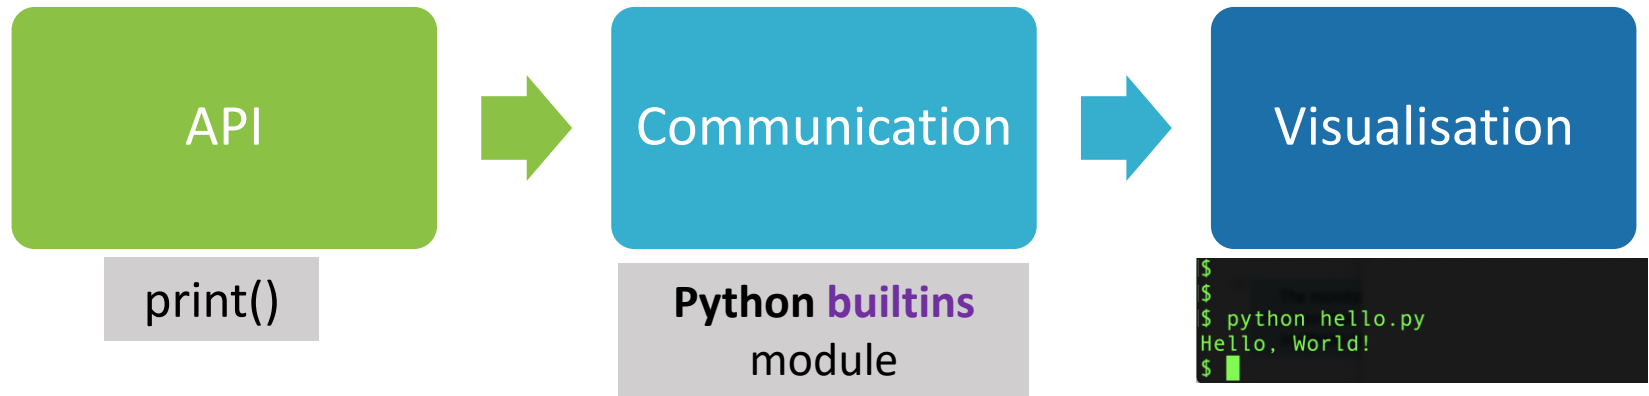 API
Communication
Visualisation
print()
Python builtins
module
$
$
$ python hello.py
Hello, World!
$